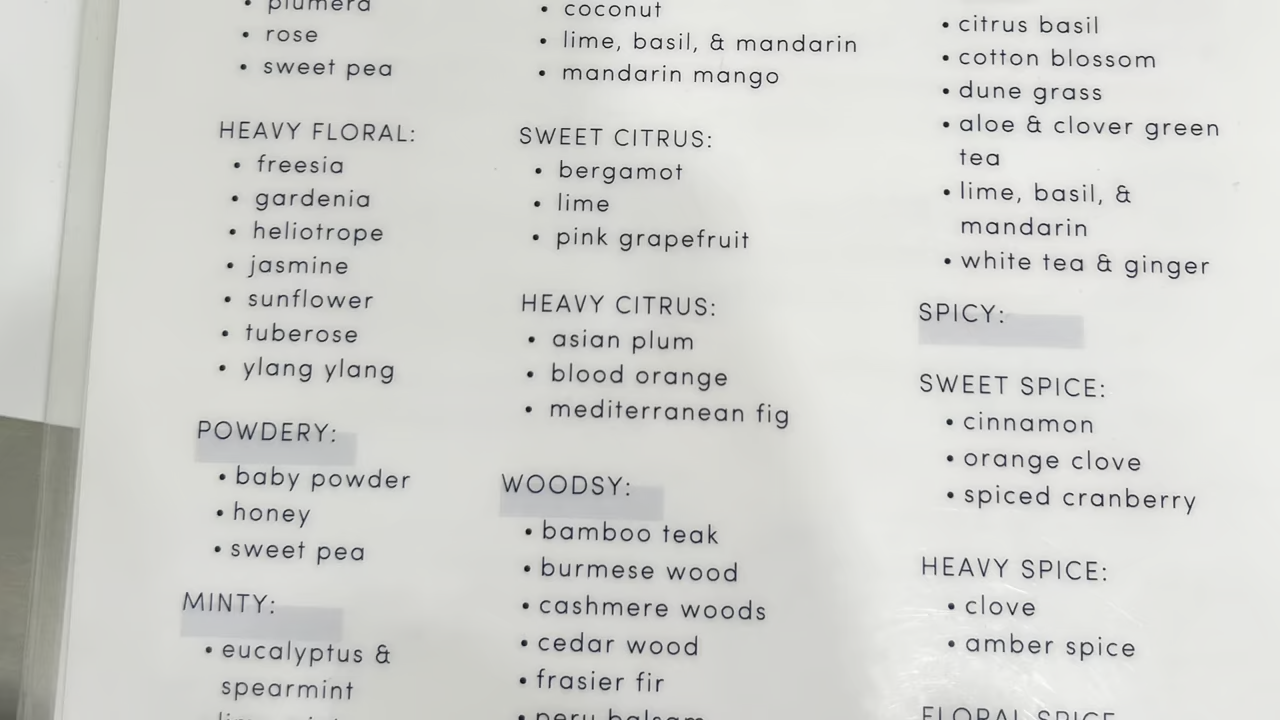 • plumera
• rose
• sweet pea
HEAVY FLORAL:
• freesia
• gardenia
• heliotrope
• jasmine
• sunflower
• tuberose
• ylang ylang
POWDERY:
• baby powder
• honey
• sweet pea
MINTY:
• eucalyptus &
spearmint
• coconut
• lime, basil, & mandarin
• mandarin mango
SWEET CITRUS:
• bergamot
• lime
• pink grapefruit
HEAVY CITRUS:
• asian plum
• blood orange
• mediterranean fig
WOODSY:
• bamboo teak
• burmese wood
• cashmere woods
• cedar wood
• frasier fir
• peru balsam
• citrus basil
• cotton blossom
• dune grass
• aloe & clover green
tea
• lime, basil, &
mandarin
• white tea & ginger
SPICY:
SWEET SPICE:
• cinnamon
• orange clove
• spiced cranberry
HEAVY SPICE:
• clove
• amber spice
FLORAL SPICE